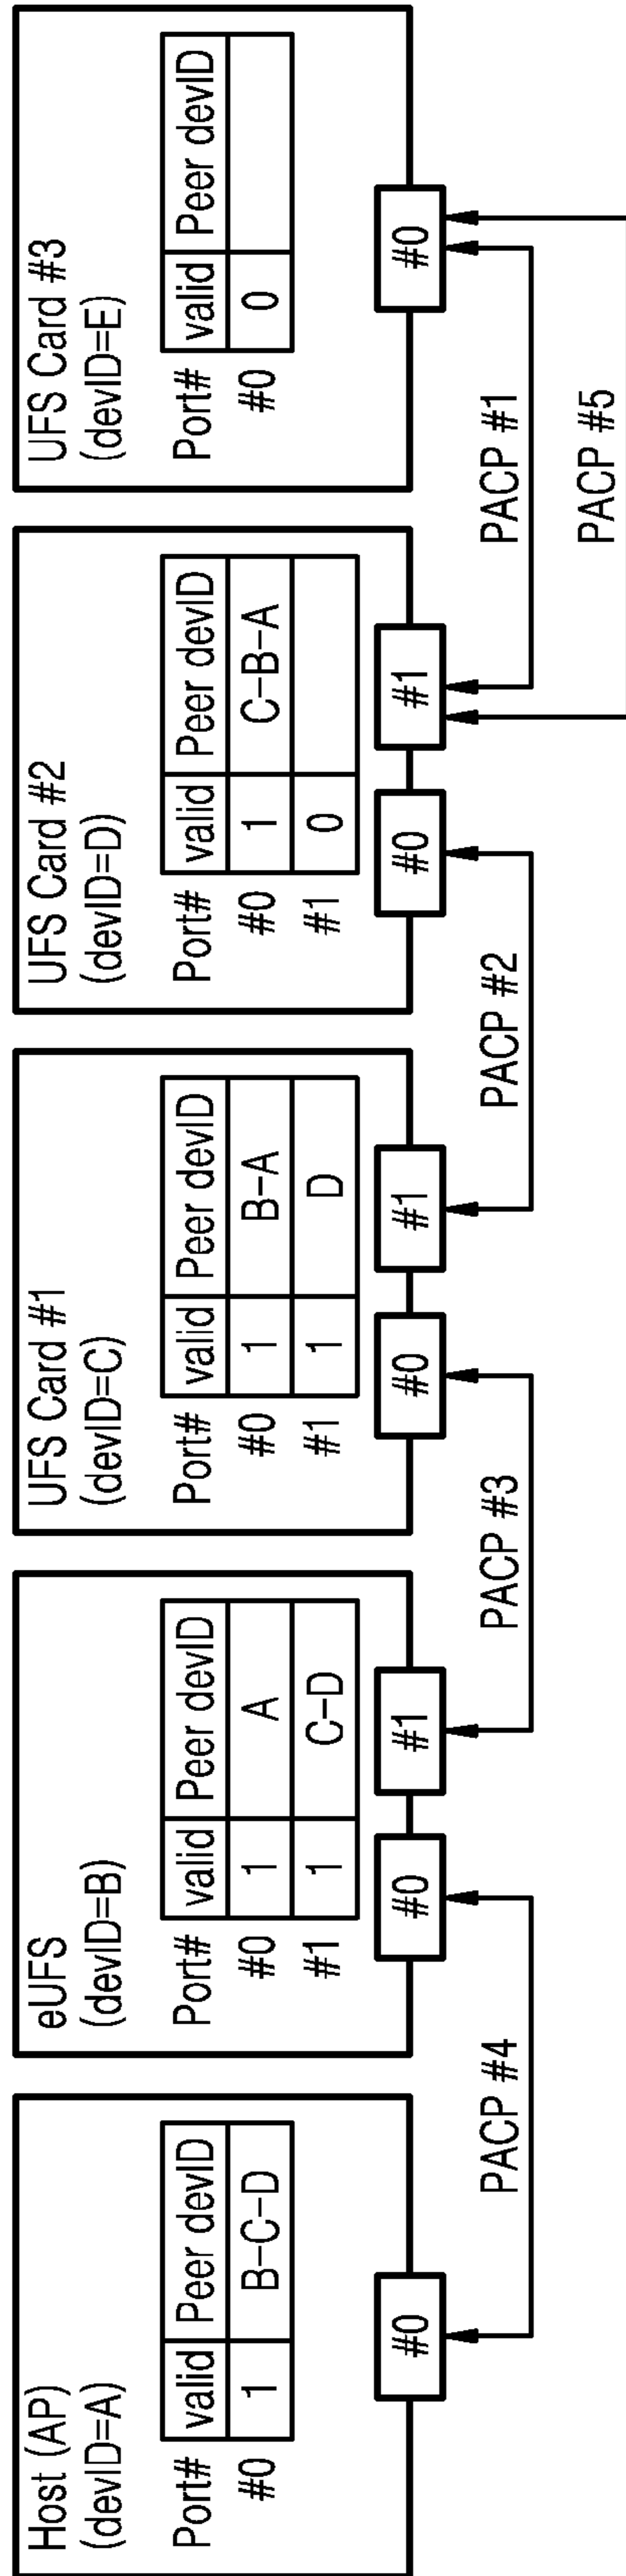 Host (AP)
(devID=A)
Port# valid Peer devID
#0 1 B-C-D
#0
eUFS
(devID=B)
Port# valid Peer devID
#0 1 A
#1 1 C-D
#0 #1
UFS Card #1
(devID=C)
Port# valid Peer devID
#0 1 B-A
#1 1 D
#0 #1
UFS Card #2
(devID=D)
Port# valid Peer devID
#0 1 C-B-A
#1 0
#0 #1
UFS Card #3
(devID=E)
Port# valid Peer devID
#0 0
#0
PACP #4
PACP #3
PACP #2
PACP #1
PACP #5